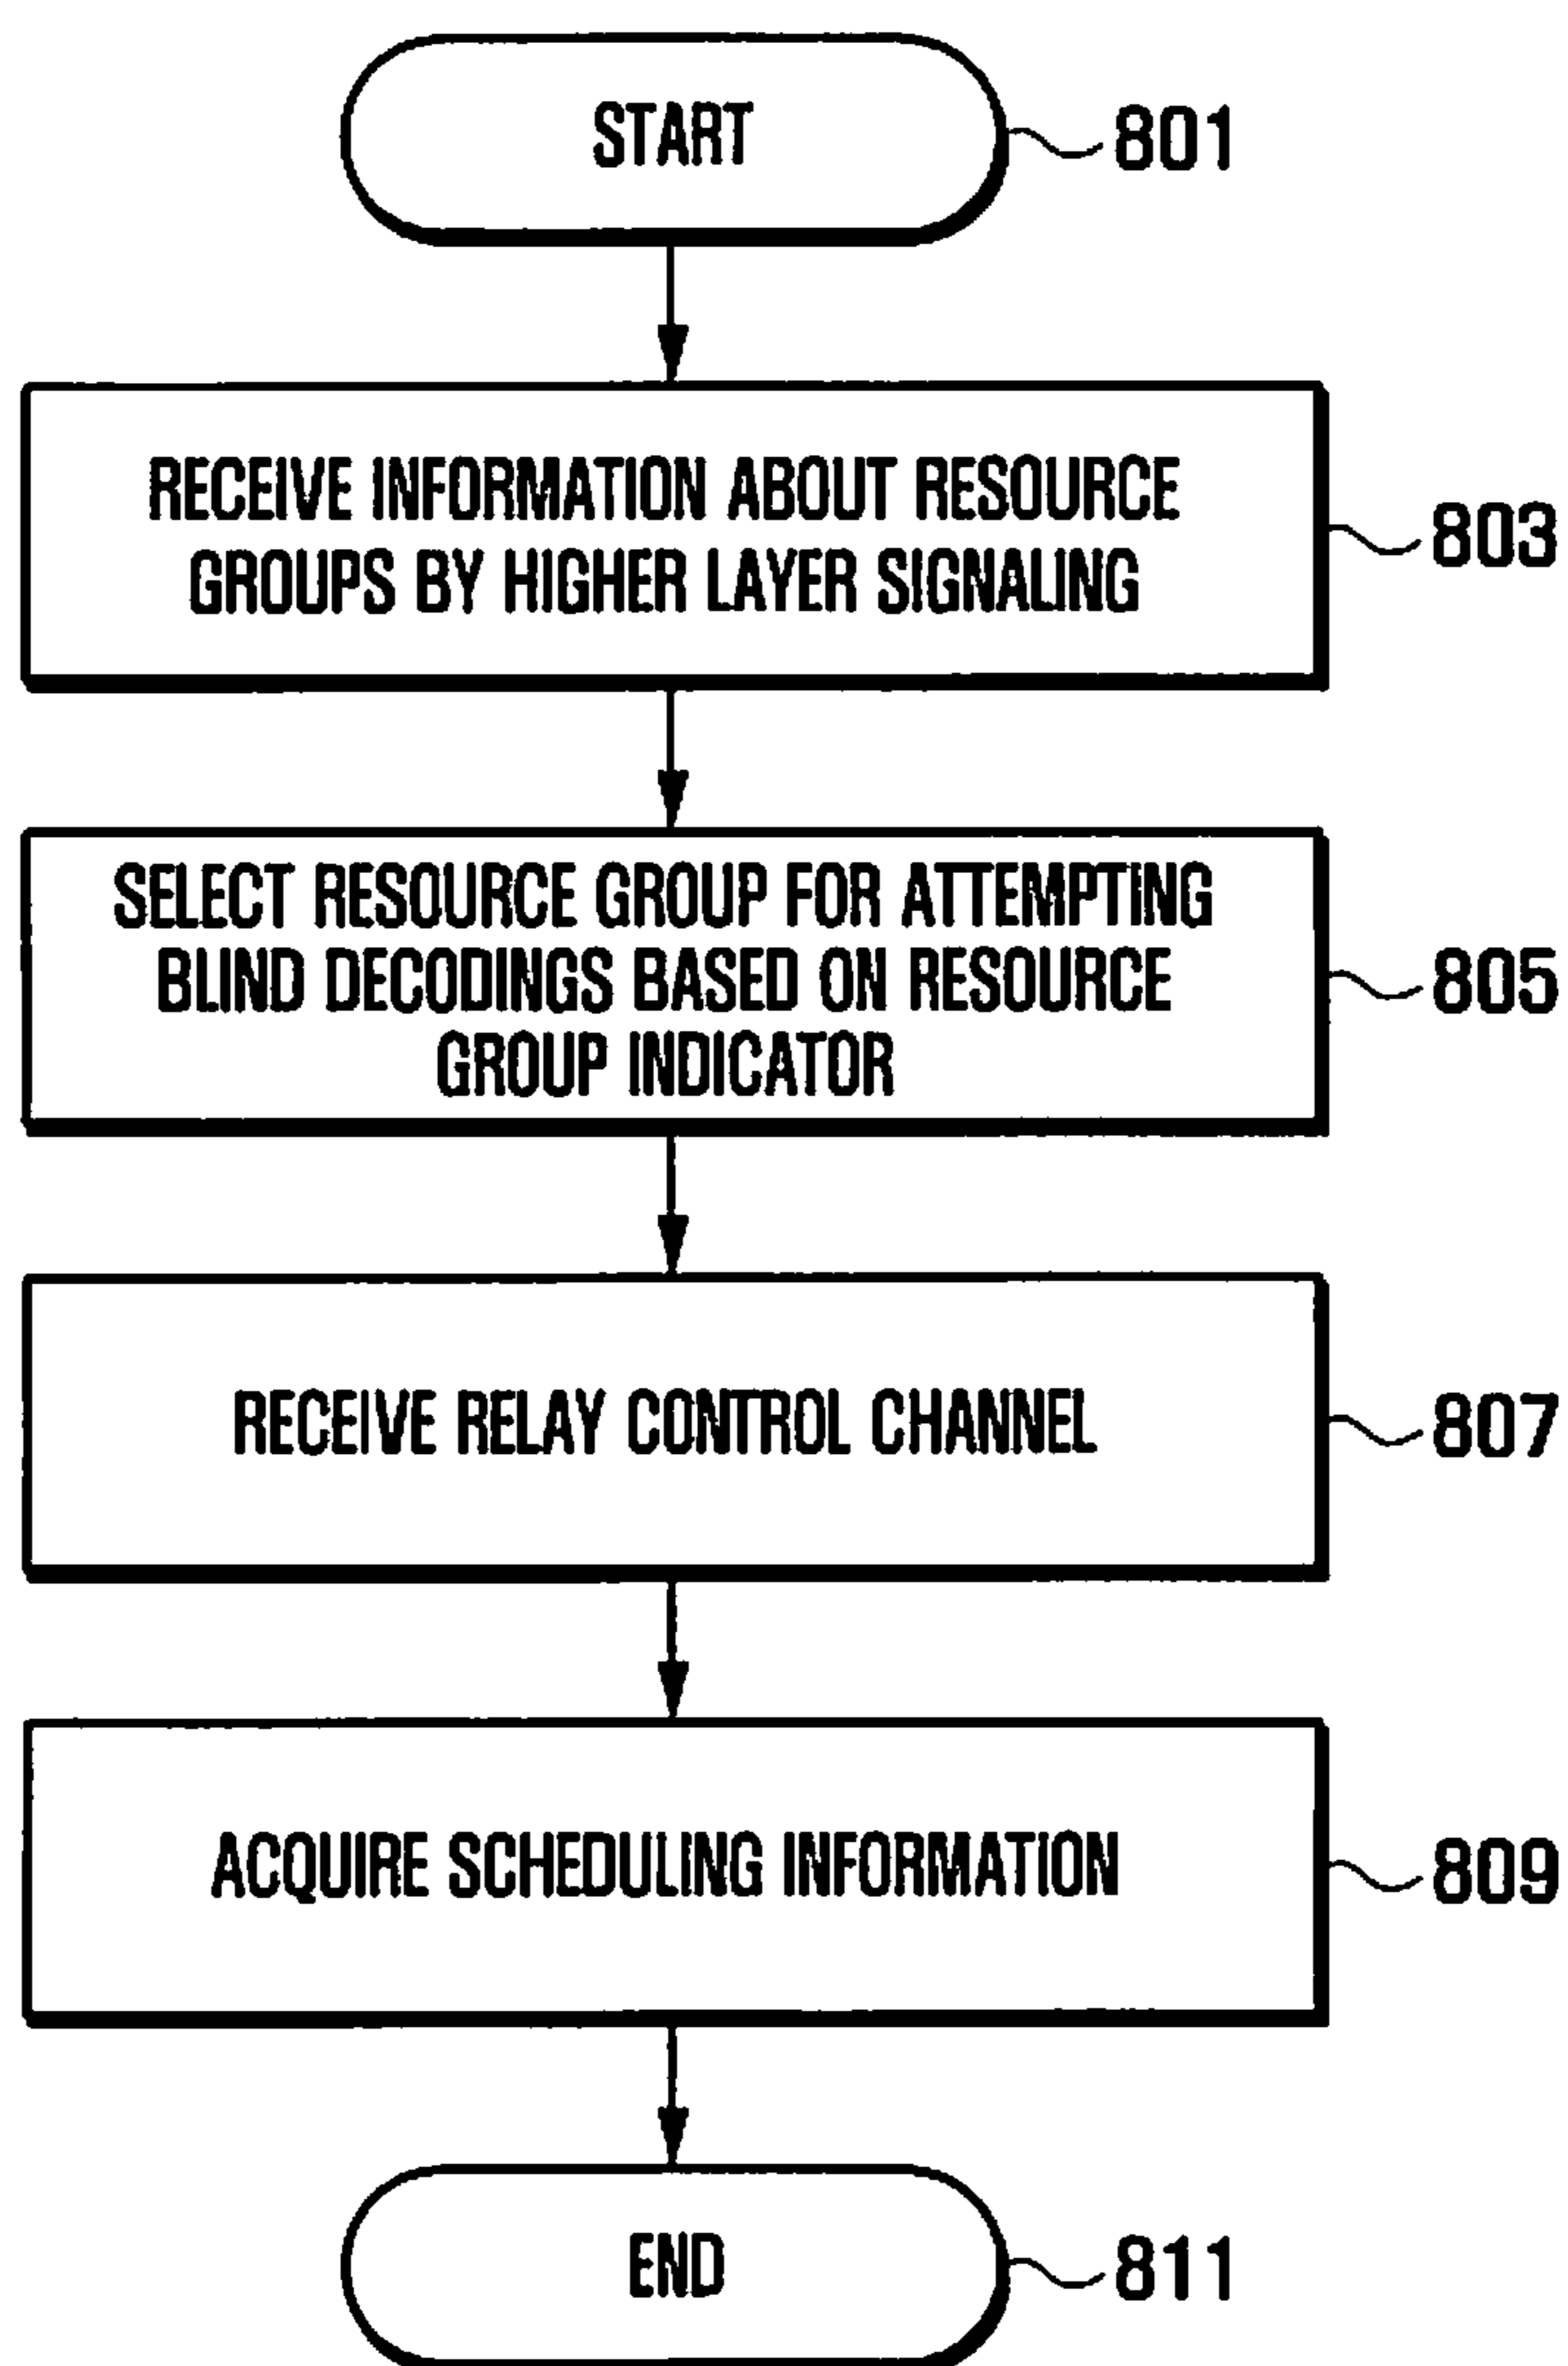 START
801
RECEIVE INFORMATION ABOUT RESOURCE
GROUPS BY HIGHER LAYER SIGNALING
803
SELECT RESOURCE GROUP FOR ATTEMPTING
BLIND DECODINGS BASED ON RESOURCE
GROUP INDICATOR
805
RECEIVE RELAY CONTROL CHANNEL
807
ACQUIRE SCHEDULING INFORMATION
809
END
811